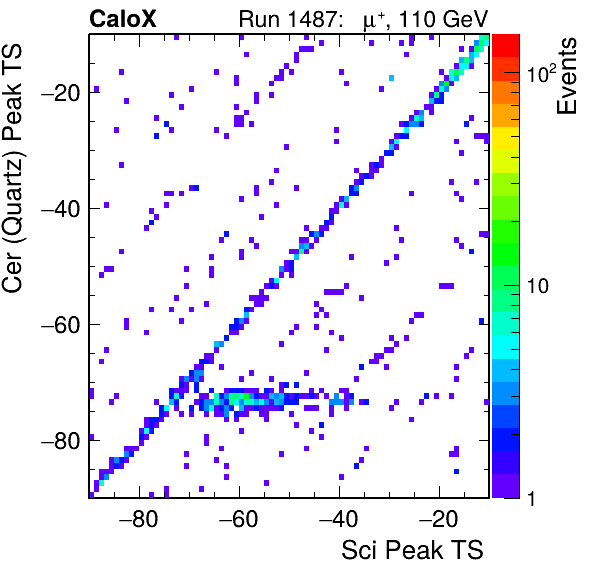 CaloX Run 1487: μ⁺, 110 GeV
Cer (Quartz) Peak TS
−20
−40
−60
−80
−80 −60 −40 −20
Sci Peak TS
10²
10
1
Events